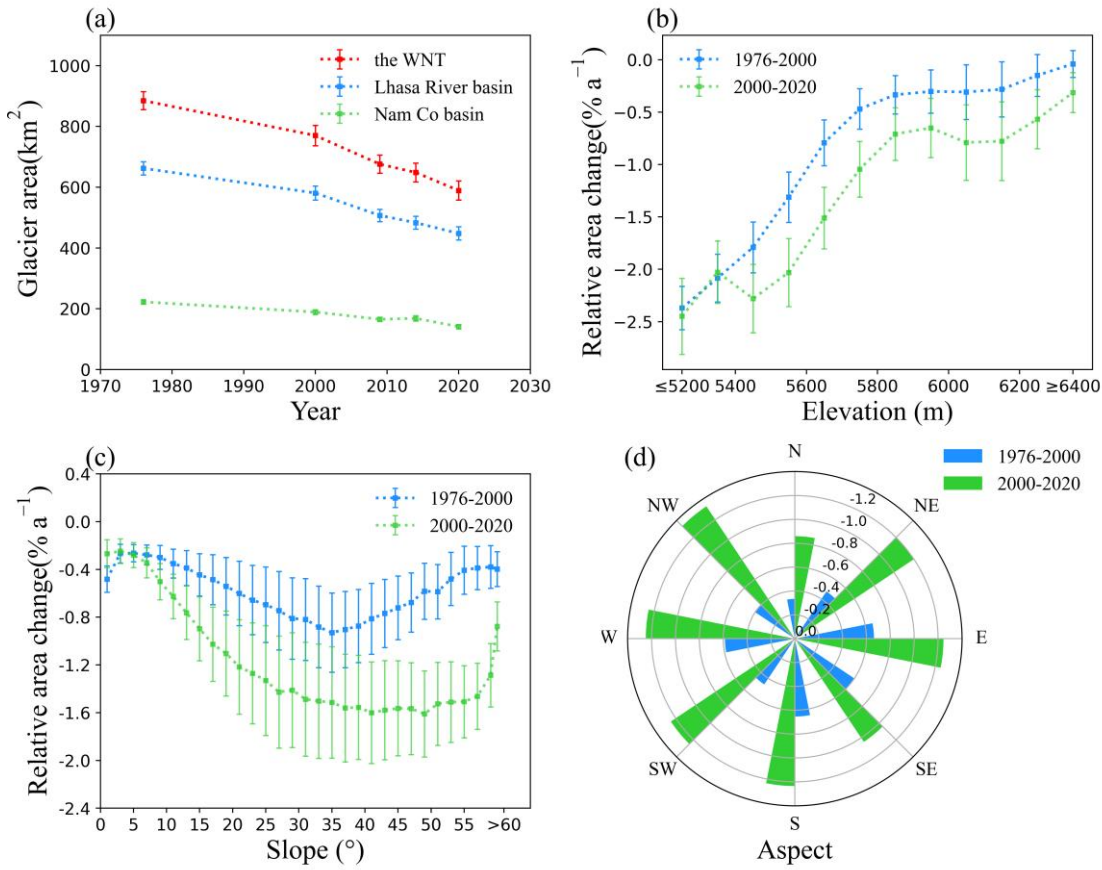 (a)
Glacier area(km²)
1000
800
600
400
200
0
the WNT
Lhasa River basin
Nam Co basin
1970 1980 1990 2000 2010 2020 2030
Year
(b)
Relative area change(% a⁻¹)
0.0
−0.5
−1.0
−1.5
−2.0
−2.5
1976-2000
2000-2020
≤5200 5400 5600 5800 6000 6200 ≥6400
Elevation (m)
(c)
Relative area change(% a⁻¹)
0.4
0.0
-0.4
-0.8
-1.2
-1.6
-2.0
-2.4
1976-2000
2000-2020
0 5 10 15 20 25 30 35 40 45 50 55 >60
Slope (°)
(d)
1976-2000
2000-2020
N
NE
E
SE
S
SW
W
NW
-1.2
-1.0
-0.8
-0.6
-0.4
-0.2
0.0
Aspect